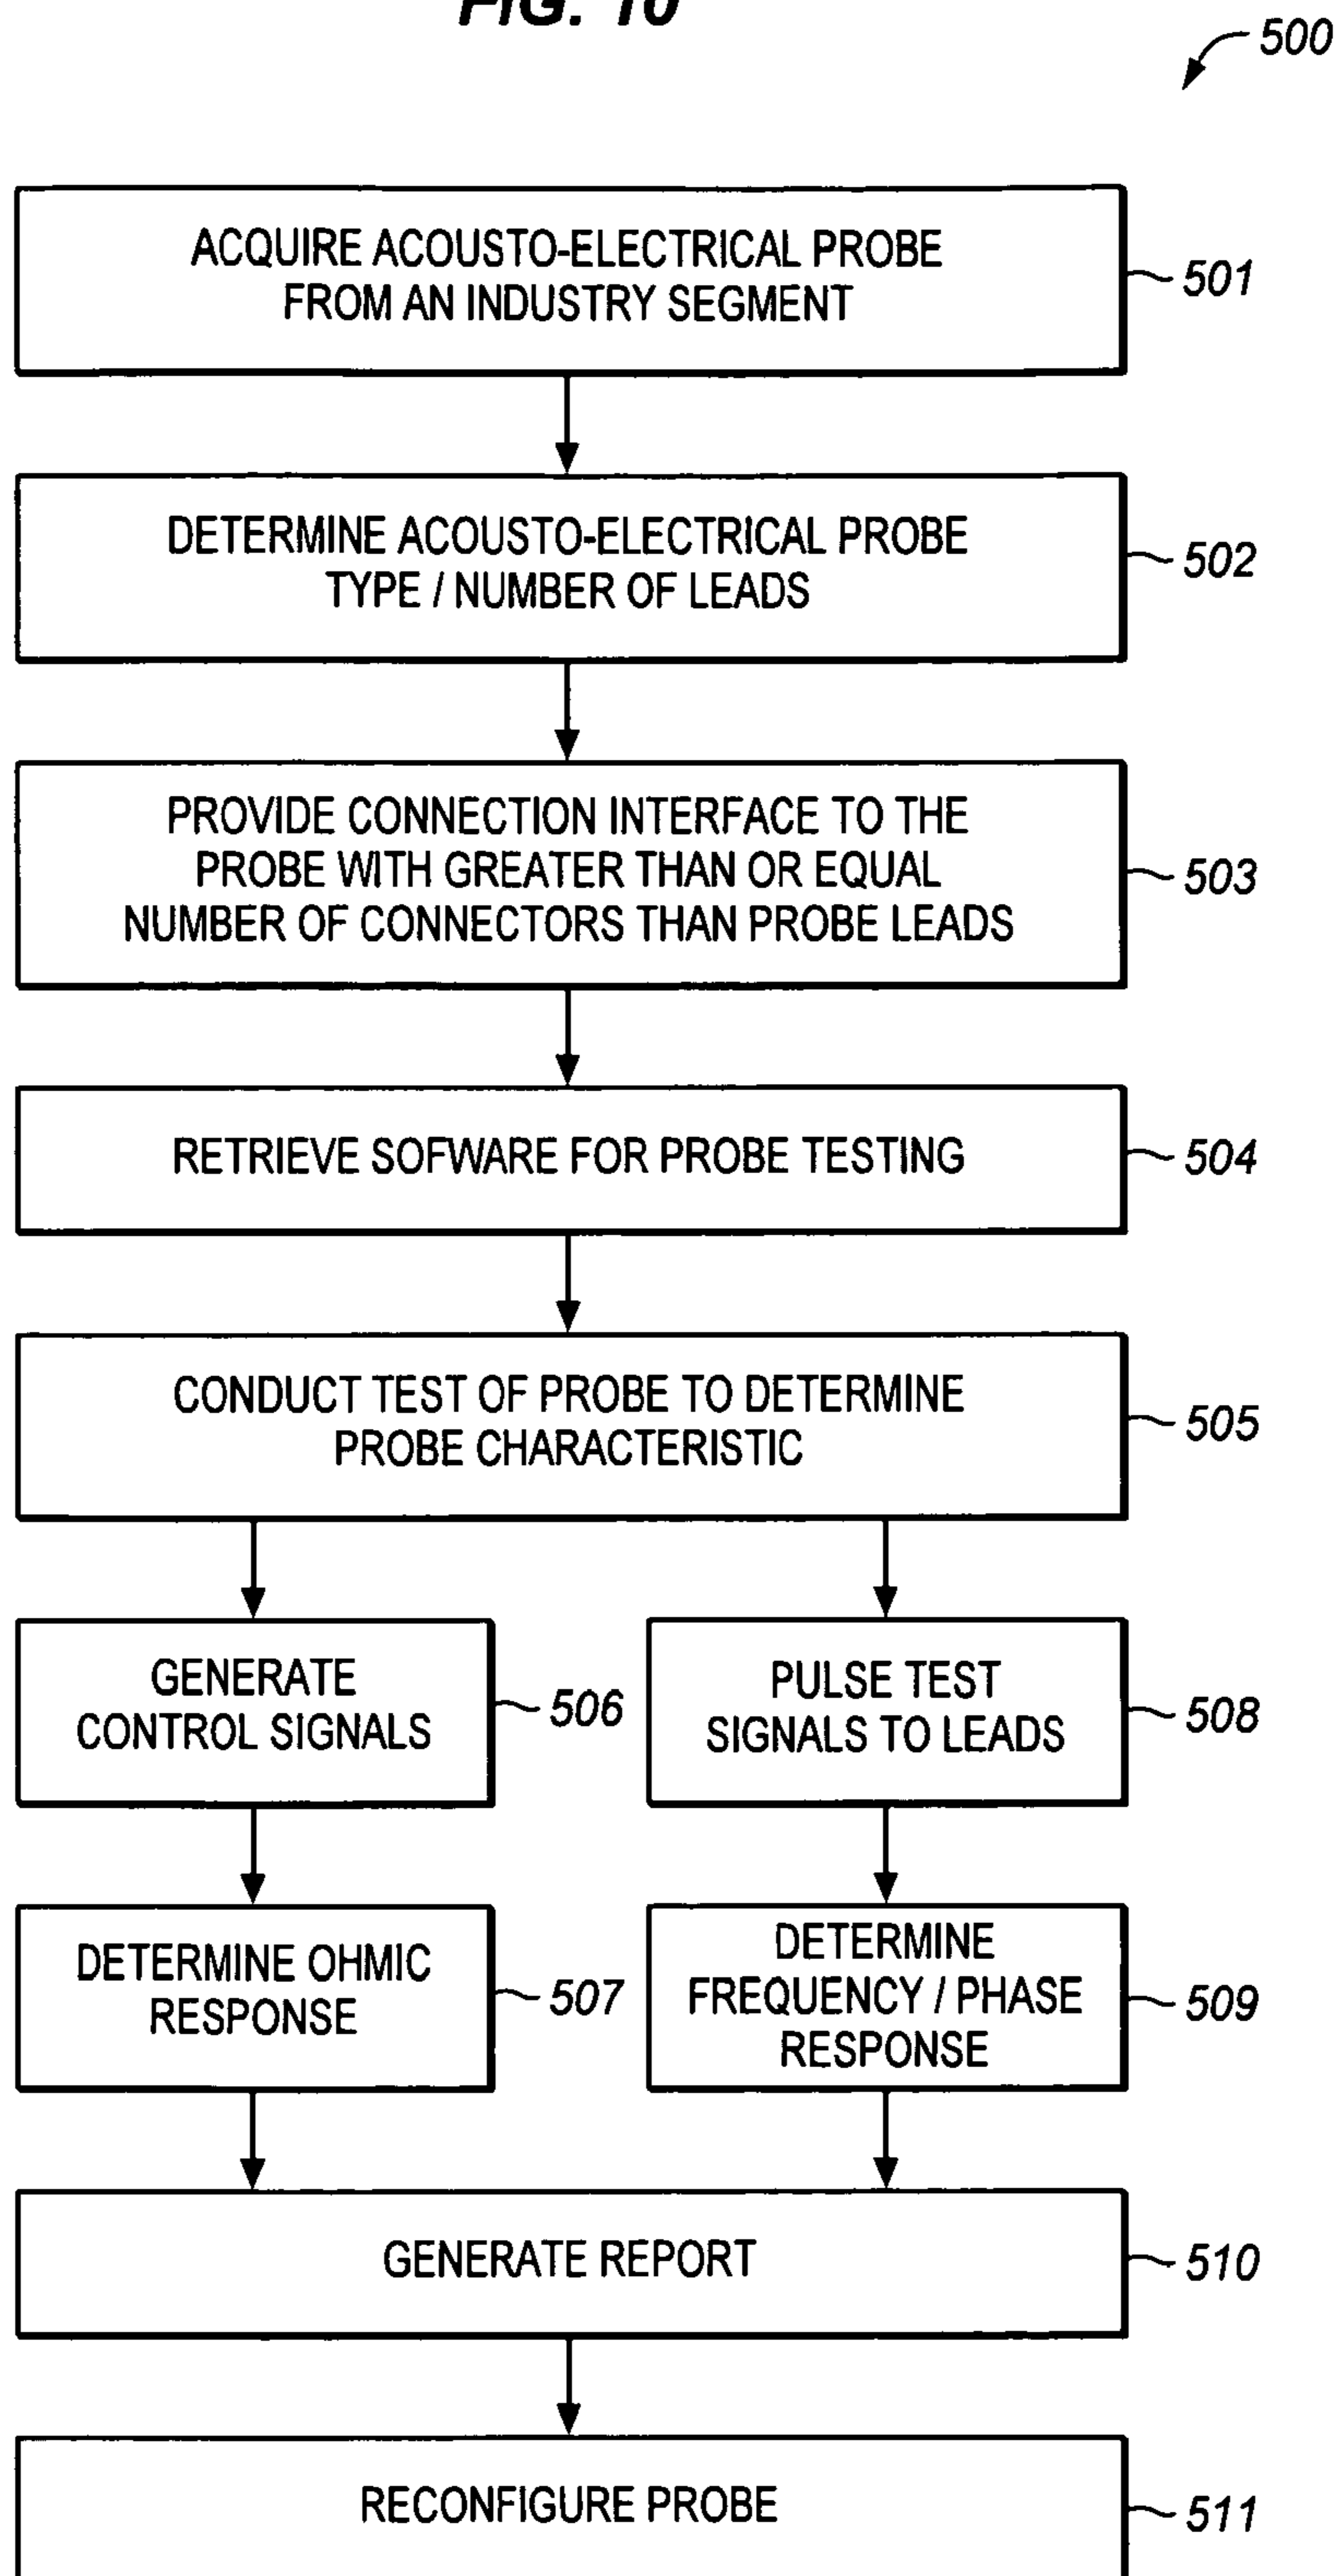 FIG. 10
500
ACQUIRE ACOUSTO-ELECTRICAL PROBE
FROM AN INDUSTRY SEGMENT
501
DETERMINE ACOUSTO-ELECTRICAL PROBE
TYPE / NUMBER OF LEADS
502
PROVIDE CONNECTION INTERFACE TO THE
PROBE WITH GREATER THAN OR EQUAL
NUMBER OF CONNECTORS THAN PROBE LEADS
503
RETRIEVE SOFWARE FOR PROBE TESTING
504
CONDUCT TEST OF PROBE TO DETERMINE
PROBE CHARACTERISTIC
505
GENERATE
CONTROL SIGNALS
506
PULSE TEST
SIGNALS TO LEADS
508
DETERMINE OHMIC
RESPONSE
507
DETERMINE
FREQUENCY / PHASE
RESPONSE
509
GENERATE REPORT
510
RECONFIGURE PROBE
511